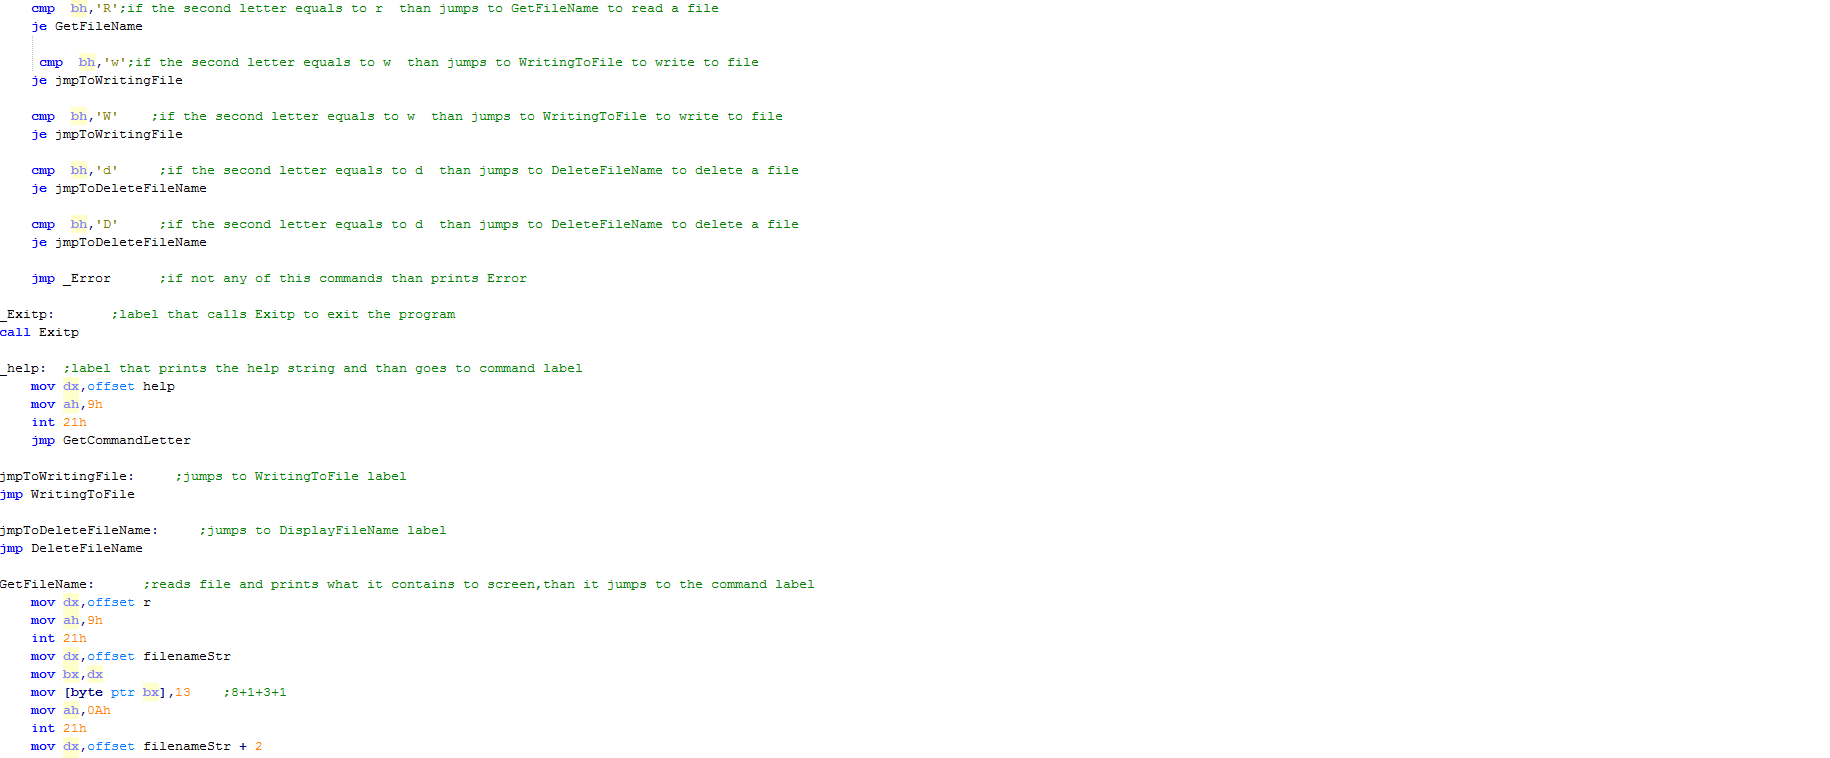 cmp  bh,'R';if the second letter equals to r  than jumps to GetFileName to read a file
je GetFileName
cmp  bh,'w';if the second letter equals to w  than jumps to WritingToFile to write to file
je jmpToWritingFile
cmp  bh,'W'    ;if the second letter equals to w  than jumps to WritingToFile to write to file
je jmpToWritingFile
cmp  bh,'d'     ;if the second letter equals to d  than jumps to DeleteFileName to delete a file
je jmpToDeleteFileName
cmp  bh,'D'     ;if the second letter equals to d  than jumps to DeleteFileName to delete a file
je jmpToDeleteFileName
jmp _Error      ;if not any of this commands than prints Error
_Exitp:       ;label that calls Exitp to exit the program
call Exitp
_help:  ;label that prints the help string and than goes to command label
mov dx,offset help
mov ah,9h
int 21h
jmp GetCommandLetter
jmpToWritingFile:     ;jumps to WritingToFile label
jmp WritingToFile
jmpToDeleteFileName:     ;jumps to DisplayFileName label
jmp DeleteFileName
GetFileName:      ;reads file and prints what it contains to screen,than it jumps to the command label
mov dx,offset r
mov ah,9h
int 21h
mov dx,offset filenameStr
mov bx,dx
mov [byte ptr bx],13    ;8+1+3+1
mov ah,0Ah
int 21h
mov dx,offset filenameStr + 2